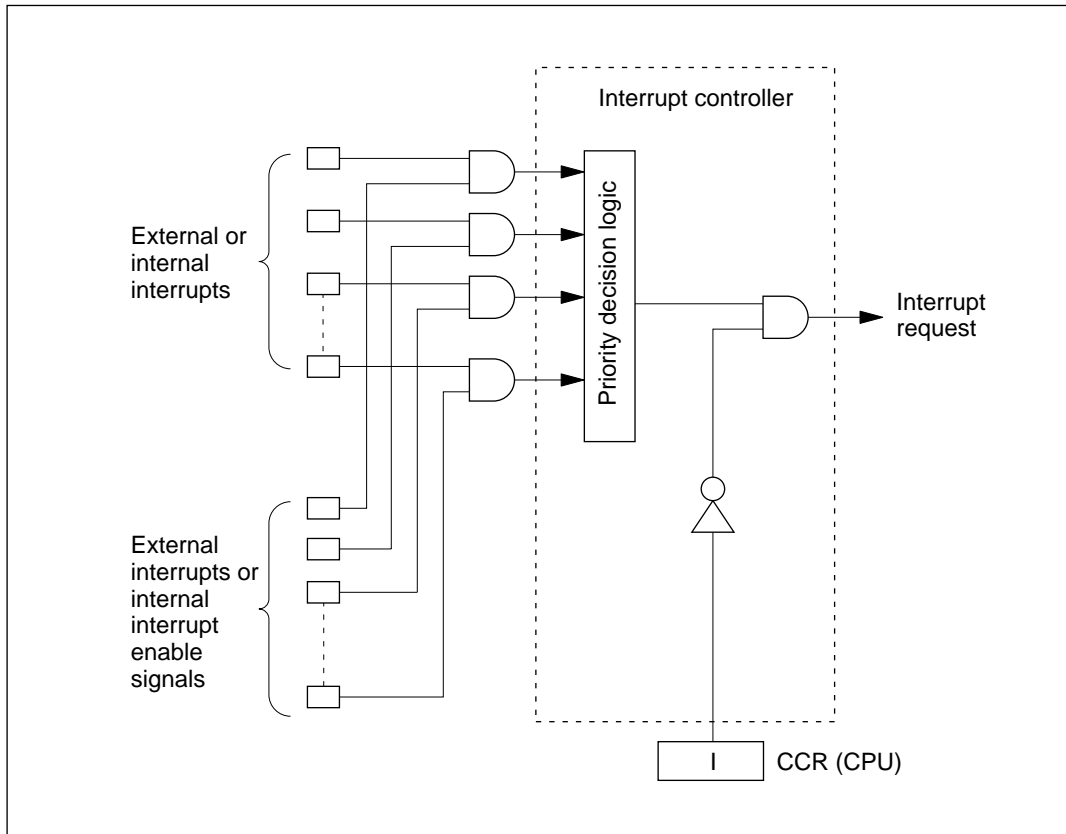 Interrupt controller
External or
internal
interrupts
Priority decision logic
Interrupt
request
External
interrupts or
internal
interrupt
enable
signals
I
CCR (CPU)